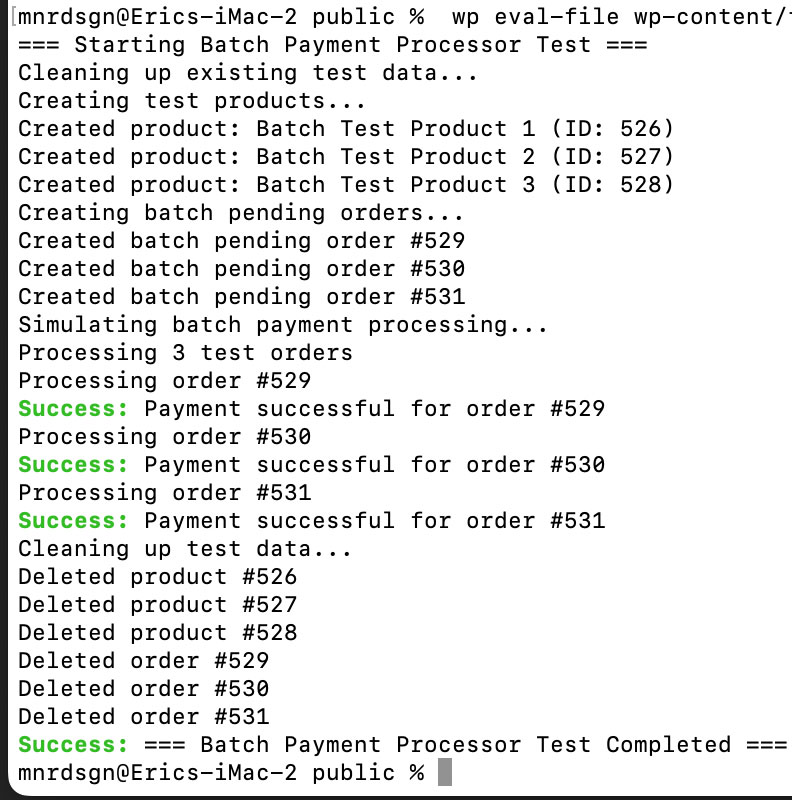 [mnrdsgn@Erics-iMac-2 public %  wp eval-file wp-content/
=== Starting Batch Payment Processor Test ===
Cleaning up existing test data...
Creating test products...
Created product: Batch Test Product 1 (ID: 526)
Created product: Batch Test Product 2 (ID: 527)
Created product: Batch Test Product 3 (ID: 528)
Creating batch pending orders...
Created batch pending order #529
Created batch pending order #530
Created batch pending order #531
Simulating batch payment processing...
Processing 3 test orders
Processing order #529
Success: Payment successful for order #529
Processing order #530
Success: Payment successful for order #530
Processing order #531
Success: Payment successful for order #531
Cleaning up test data...
Deleted product #526
Deleted product #527
Deleted product #528
Deleted order #529
Deleted order #530
Deleted order #531
Success: === Batch Payment Processor Test Completed ===
mnrdsgn@Erics-iMac-2 public %